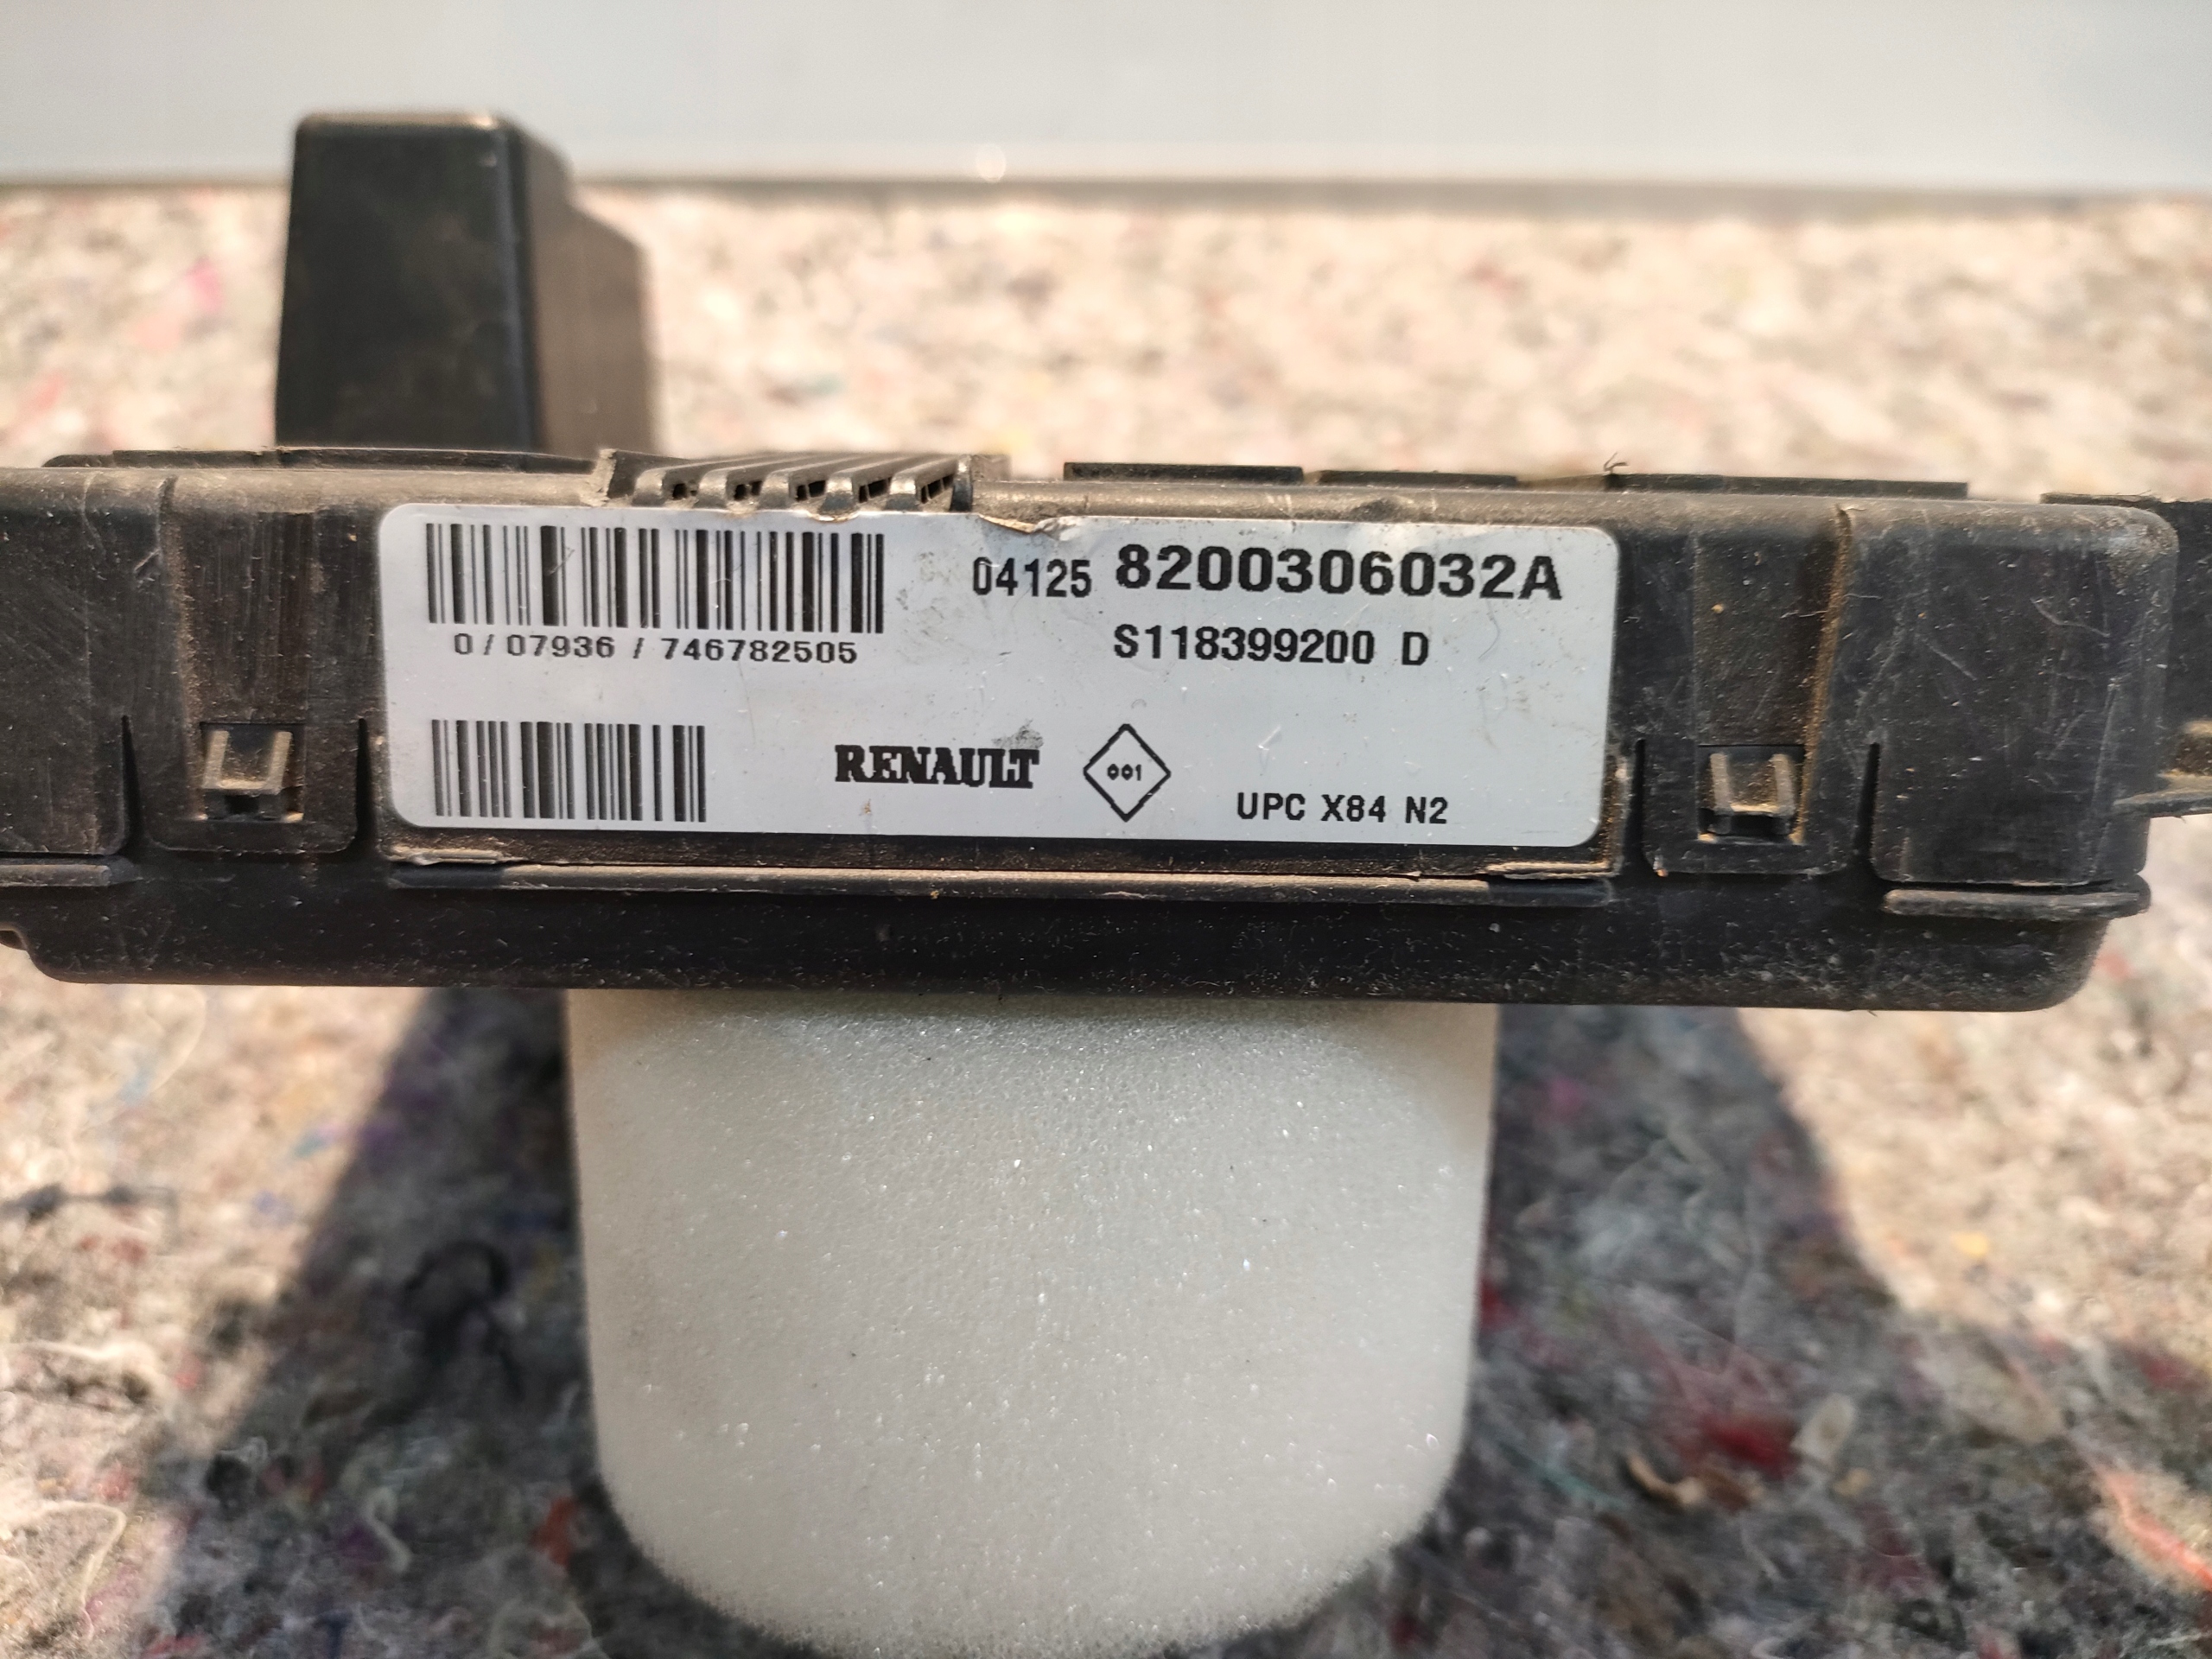 04125 8200306032A
0 / 07936 / 746782505
S118399200 D
RENAULT
001
UPC X84 N2